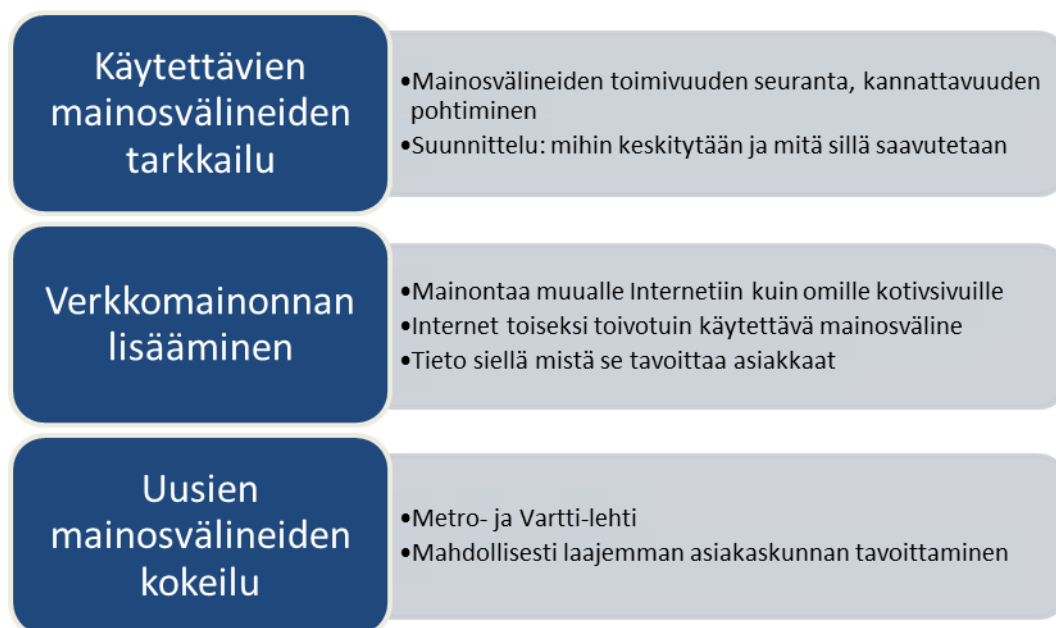 Käytettävien
mainosvälineiden
tarkkailu
•Mainosvälineiden toimivuuden seuranta, kannattavuuden
pohtiminen
•Suunnittelu: mihin keskitytään ja mitä sillä saavutetaan
Verkkomainonnan
lisääminen
•Mainontaa muualle Internetiin kuin omille kotivsivuille
•Internet toiseksi toivotuin käytettävä mainosväline
•Tieto siellä mistä se tavoittaa asiakkaat
Uusien
mainosvälineiden
kokeilu
•Metro- ja Vartti-lehti
•Mahdollisesti laajemman asiakaskunnan tavoittaminen